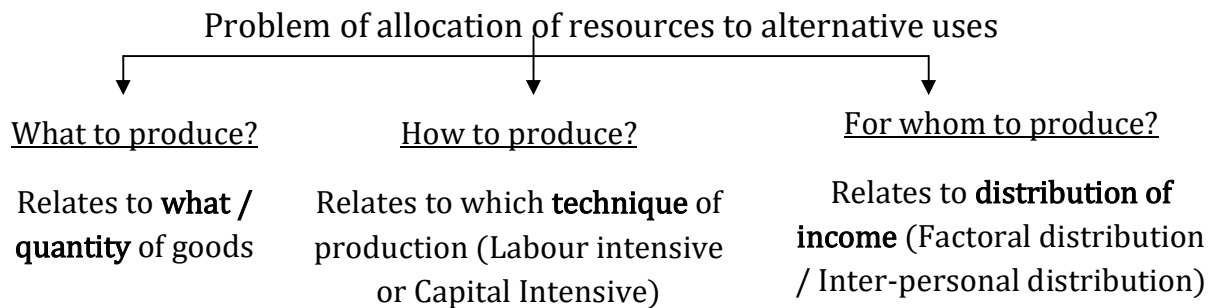 Problem of allocation of resources to alternative uses
What to produce?
Relates to what /
quantity of goods
How to produce?
Relates to which technique of
production (Labour intensive
or Capital Intensive)
For whom to produce?
Relates to distribution of
income (Factoral distribution
/ Inter-personal distribution)